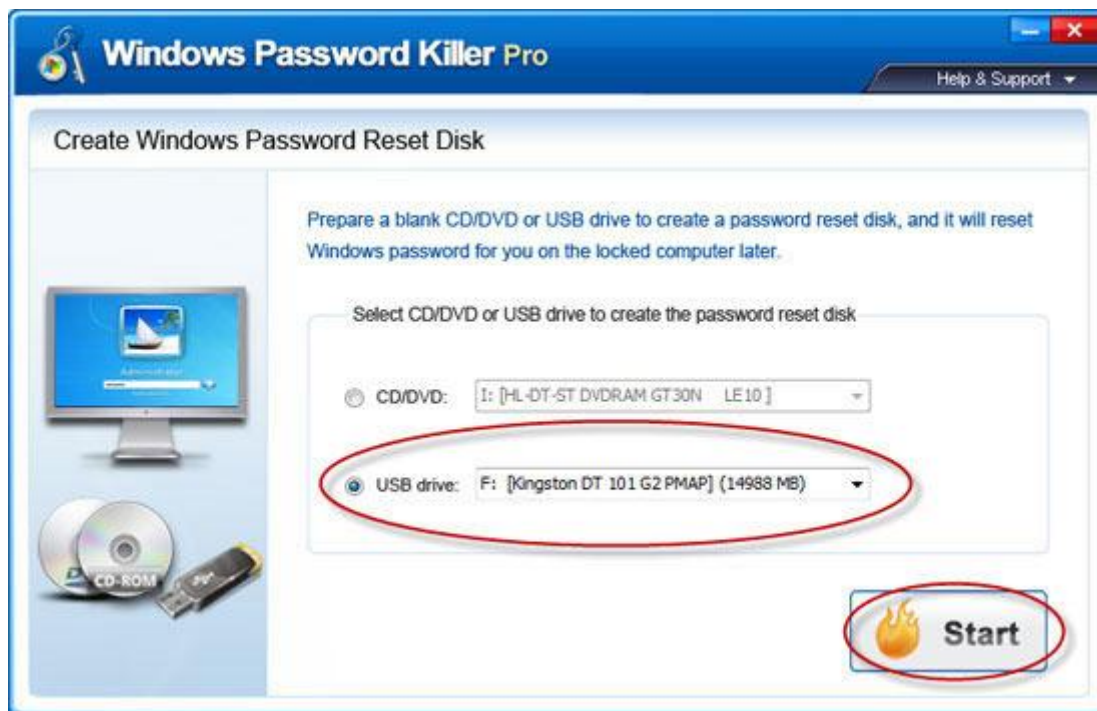 Windows Password Killer Pro
Help & Support
Create Windows Password Reset Disk
Prepare a blank CD/DVD or USB drive to create a password reset disk, and it will reset
Windows password for you on the locked computer later.
Select CD/DVD or USB drive to create the password reset disk
CD/DVD: I: [HL-DT-ST DVDRAM GT30N LE10 ]
USB drive: F: [Kingston DT 101 G2 PMAP] (14988 MB)
Administrator
CD-ROM
Start